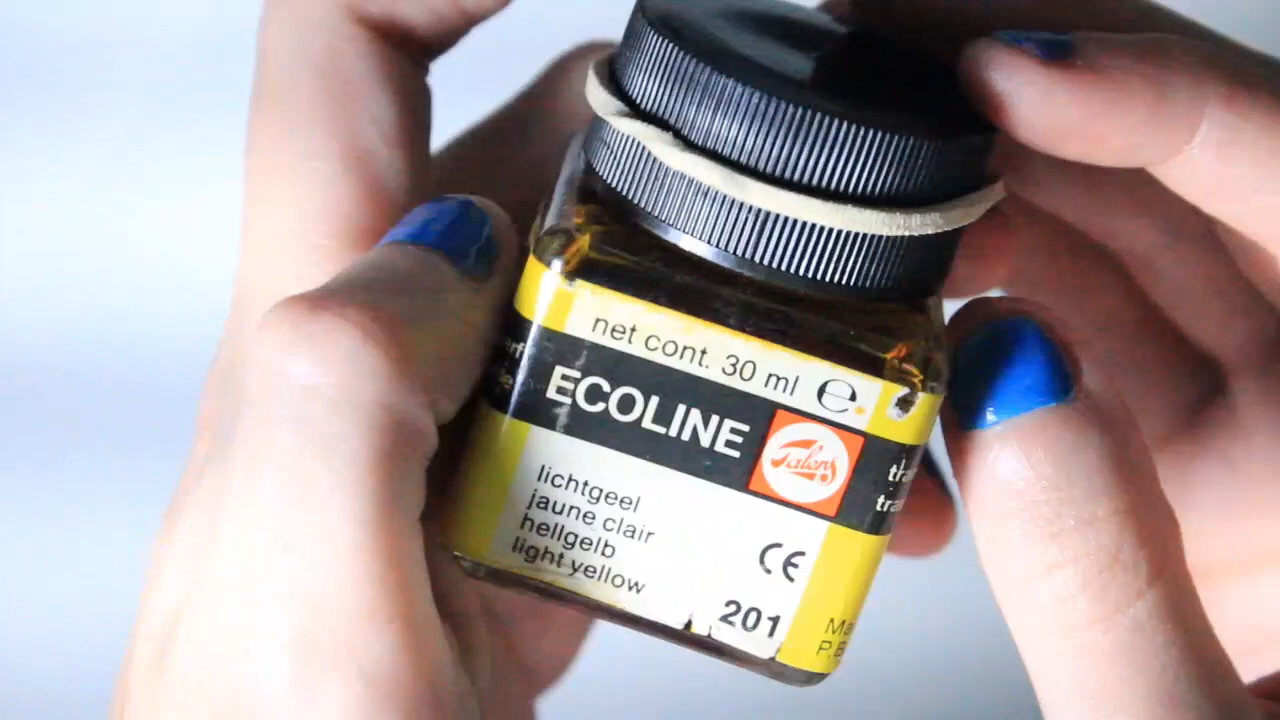 net cont. 30 ml ℮
ECOLINE
Talens
lichtgeel
jaune clair
hellgelb
light yellow
CE
201